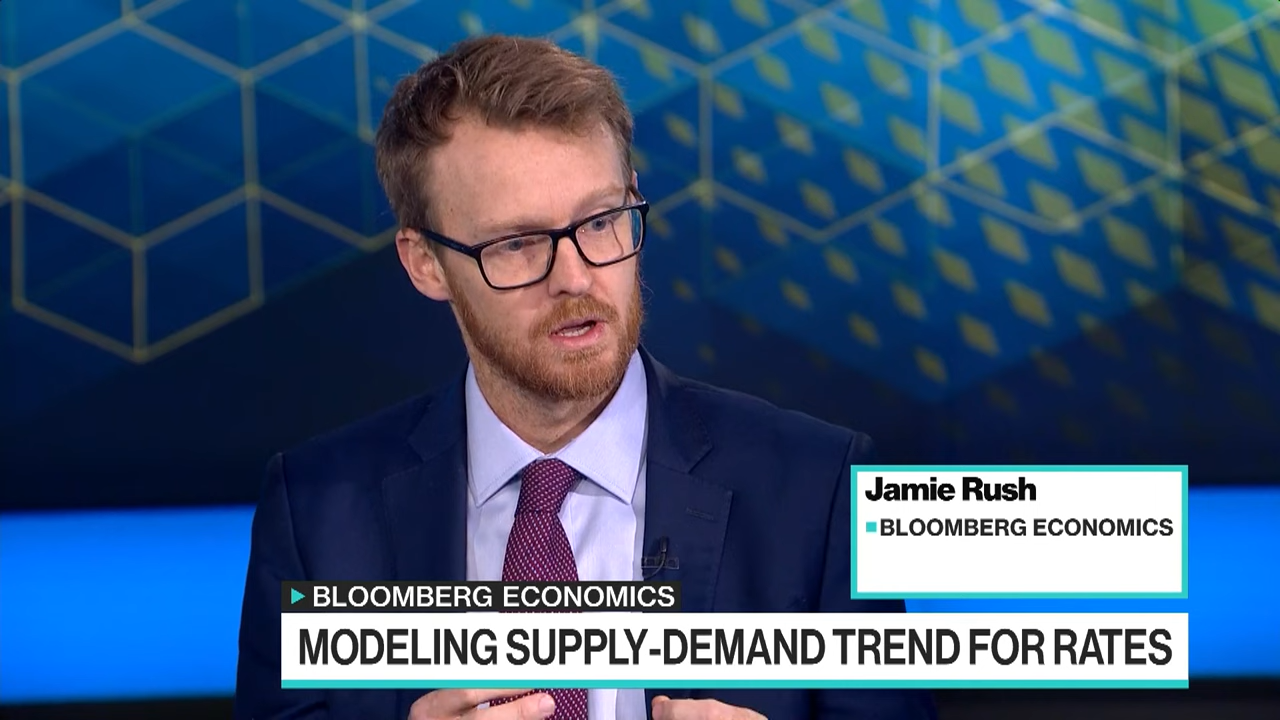 Jamie Rush
BLOOMBERG ECONOMICS
BLOOMBERG ECONOMICS
MODELING SUPPLY-DEMAND TREND FOR RATES